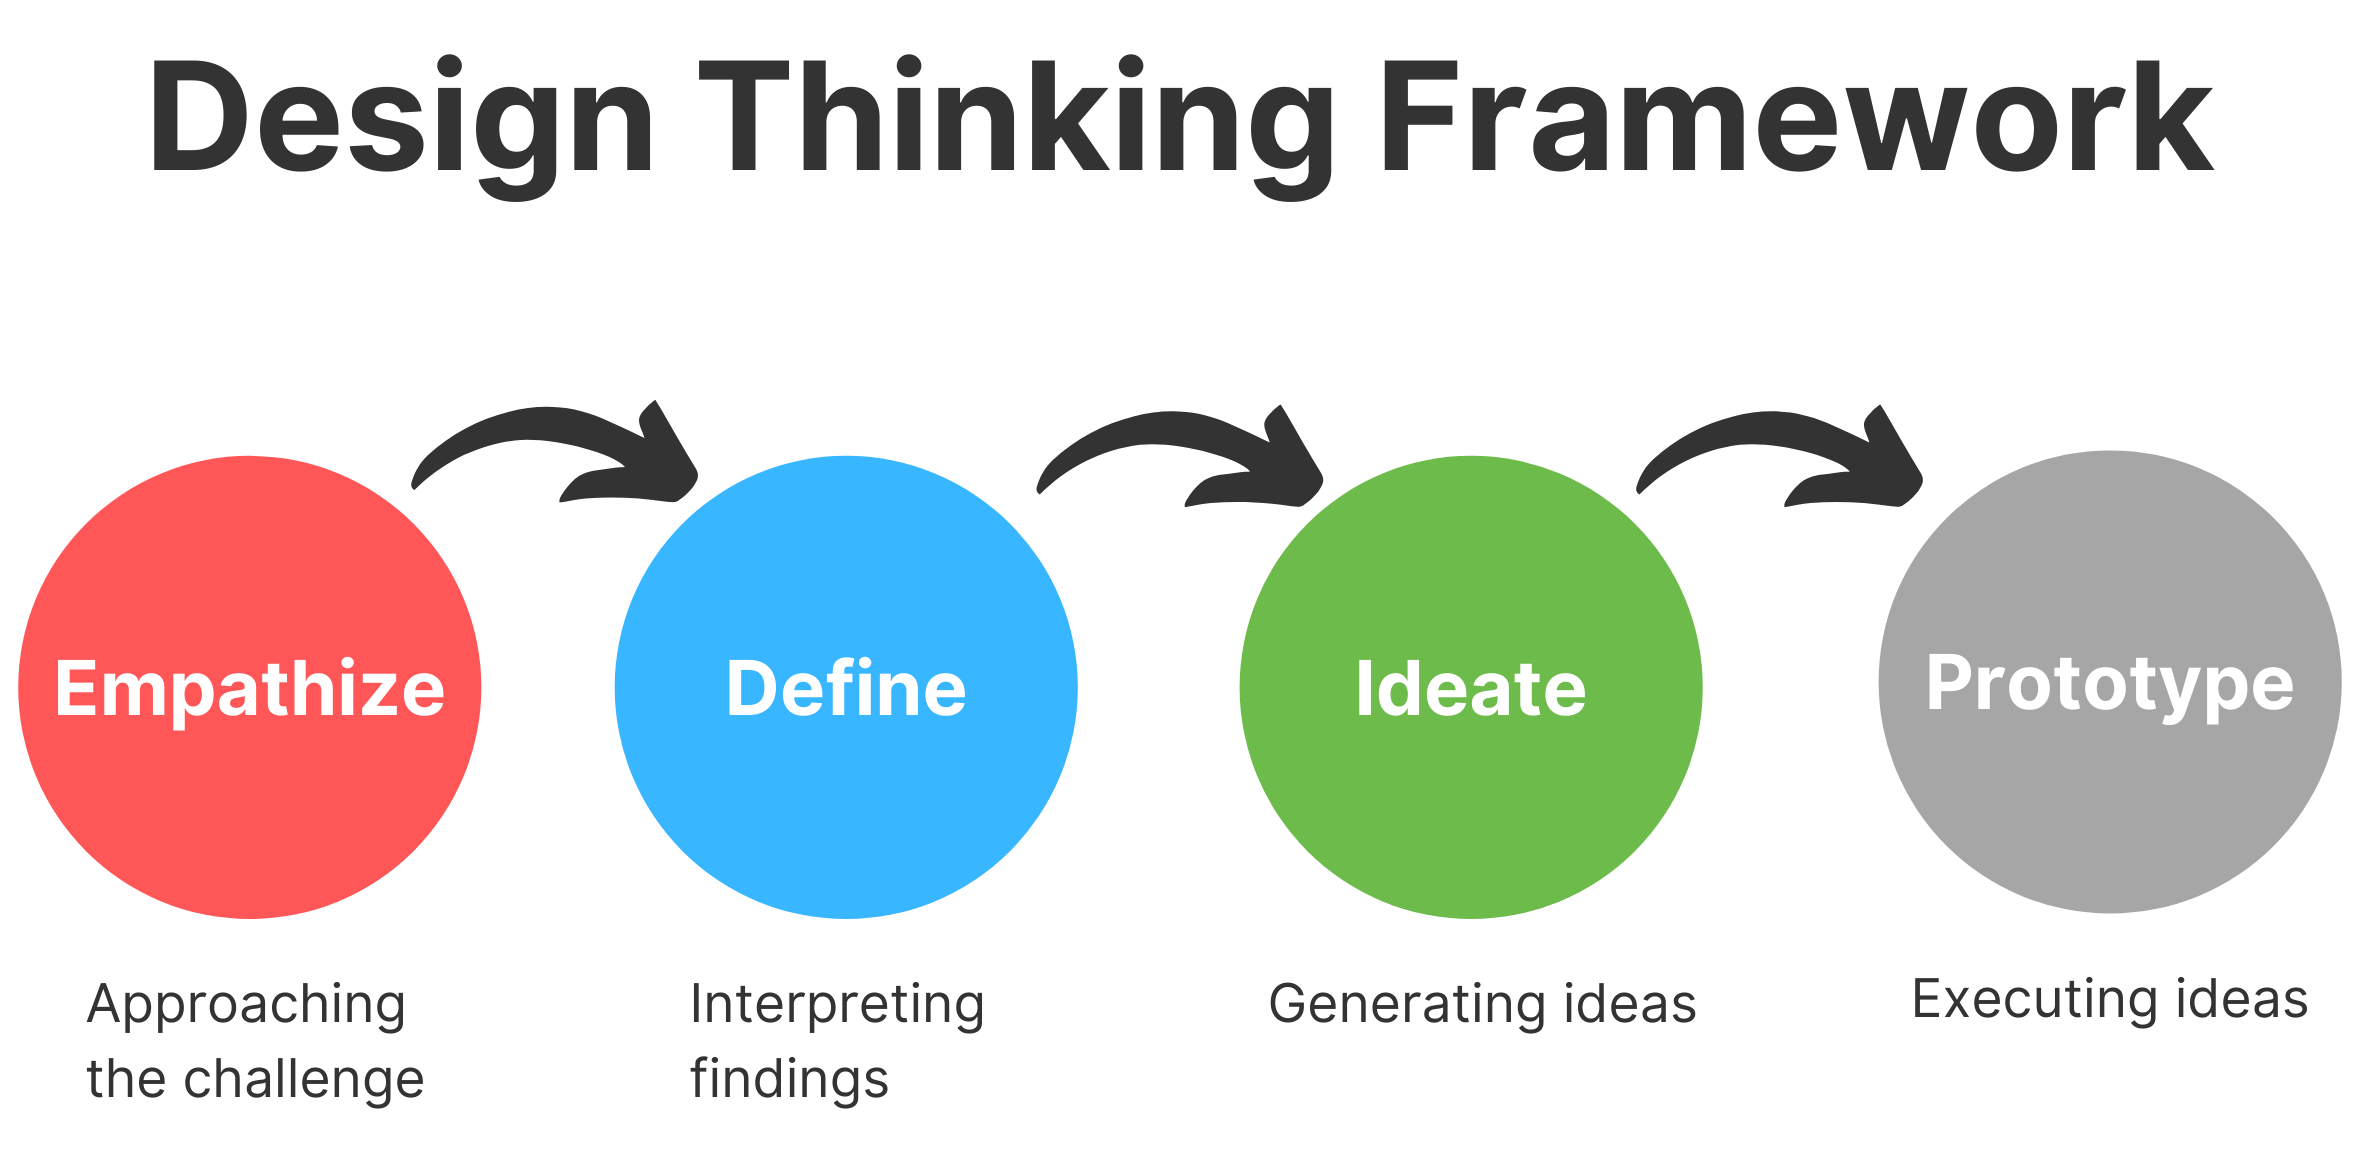 Design Thinking Framework
Empathize
Define
Ideate
Prototype
Approaching
the challenge
Interpreting
findings
Generating ideas
Executing ideas